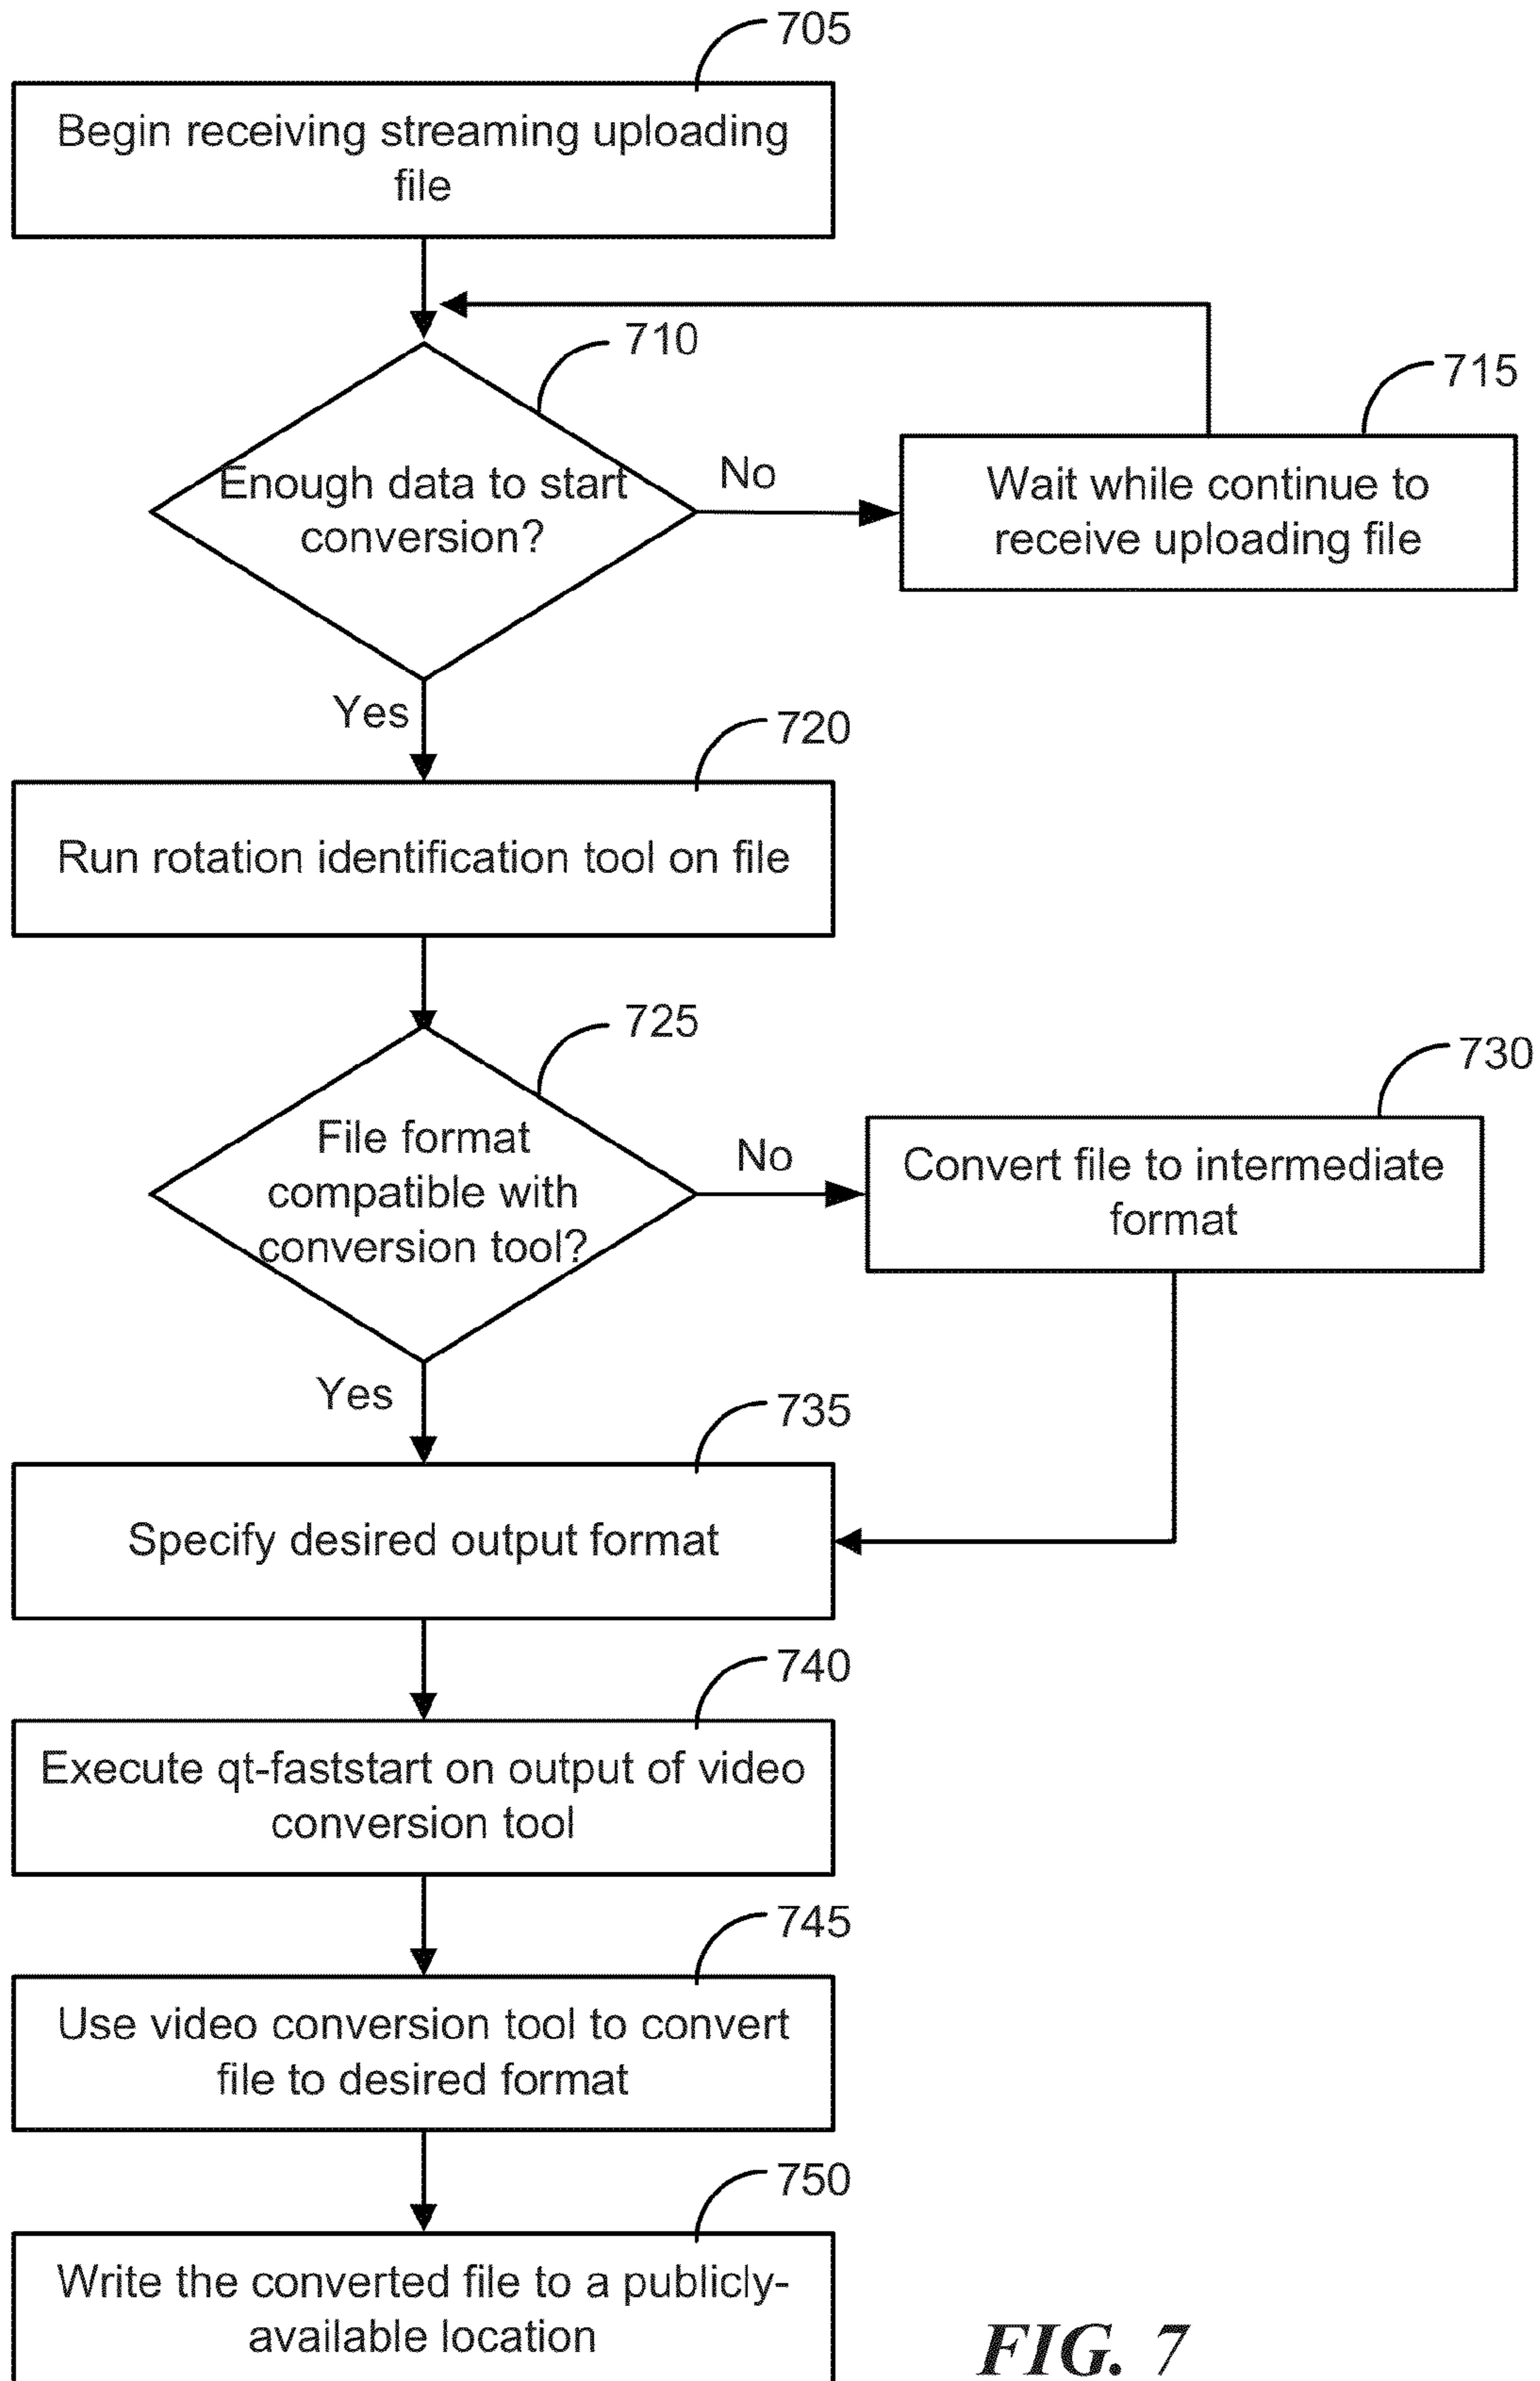 705
Begin receiving streaming uploading
file
710
Enough data to start
conversion?
No
715
Wait while continue to
receive uploading file
Yes
720
Run rotation identification tool on file
725
File format
compatible with
conversion tool?
No
730
Convert file to intermediate
format
Yes
735
Specify desired output format
740
Execute qt-faststart on output of video
conversion tool
745
Use video conversion tool to convert
file to desired format
750
Write the converted file to a publicly-
available location
FIG. 7